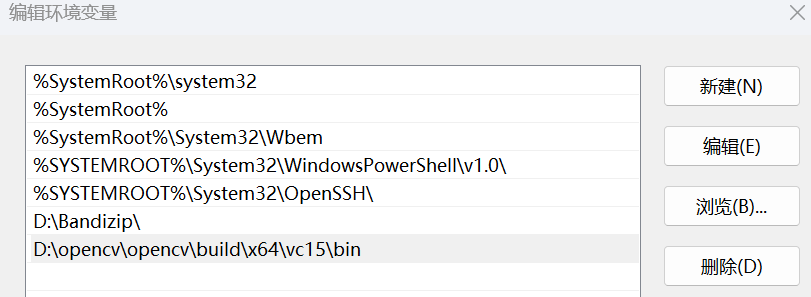 编辑环境变量
%SystemRoot%\system32
%SystemRoot%
%SystemRoot%\System32\Wbem
%SYSTEMROOT%\System32\WindowsPowerShell\v1.0\
%SYSTEMROOT%\System32\OpenSSH\
D:\Bandizip\
D:\opencv\opencv\build\x64\vc15\bin
新建(N)
编辑(E)
浏览(B)...
删除(D)